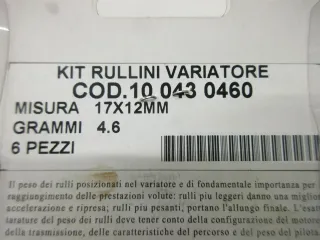 KIT RULLINI VARIATORE
COD.10 043 0460
MISURA 17X12MM
GRAMMI 4.6
6 PEZZI
Il peso dei rulli posizionati nel variatore e di fondamentale importanza per
raggiungimento delle prestazioni volute: rulli piu leggeri danno una migliore
accelerazione e ripresa; rulli piu pesanti, portano l'allungo finale. L'esatta
taratura del peso dei rulli deve tener conto della configurazione del motore
della trasmissione, delle caratteristiche del percorso e del peso del pilota